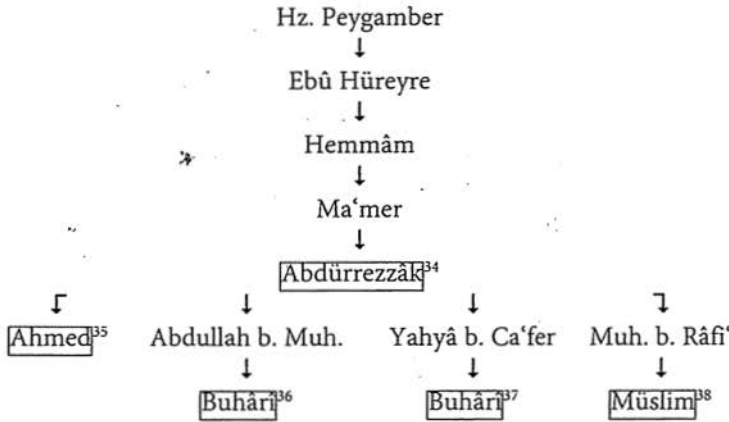 Hz. Peygamber
↓
Ebû Hüreyre
↓
Hemmâm
↓
Ma‘mer
↓
Abdürrezzâk³⁴
Ahmed³⁵ Abdullah b. Muh. Yahyâ b. Ca‘fer Muh. b. Râfi‘
Buhârî³⁶ Buhârî³⁷ Müslim³⁸